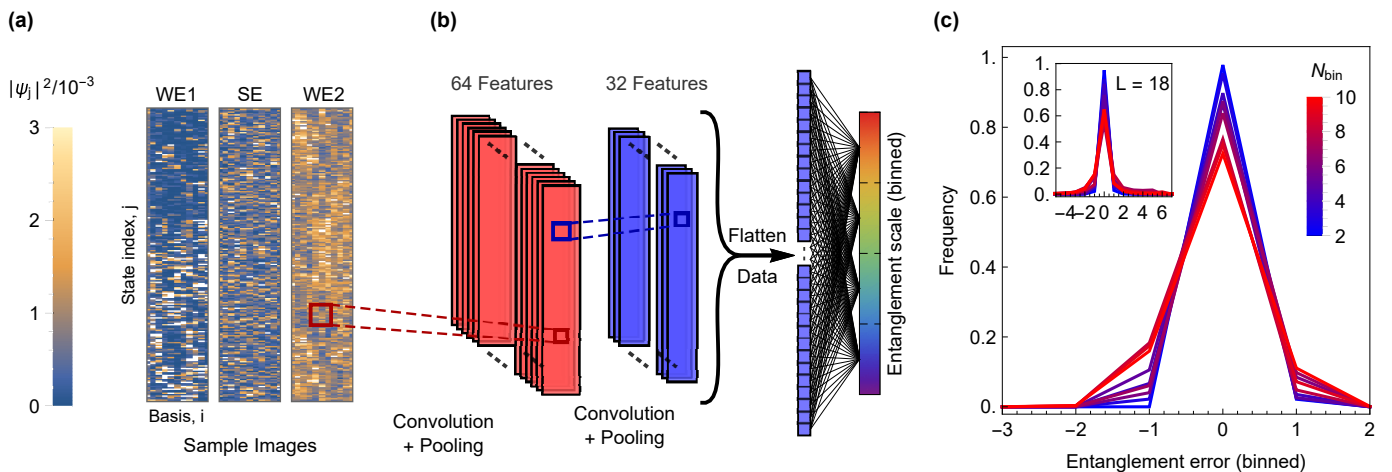 (a)
|ψj|²/10⁻³
3
2
1
0
WE1 SE WE2
State index, j
Basis, i
Sample Images
(b)
64 Features
32 Features
Convolution
+ Pooling
Convolution
+ Pooling
Flatten
Data
Entanglement scale (binned)
(c)
Frequency
1.
0.8
0.6
0.4
0.2
0.
−3 −2 −1 0 1 2
Entanglement error (binned)
L = 18
1.
0.8
0.6
0.4
0.2
0
−4 −2 0 2 4 6
Nbin
10
8
6
4
2